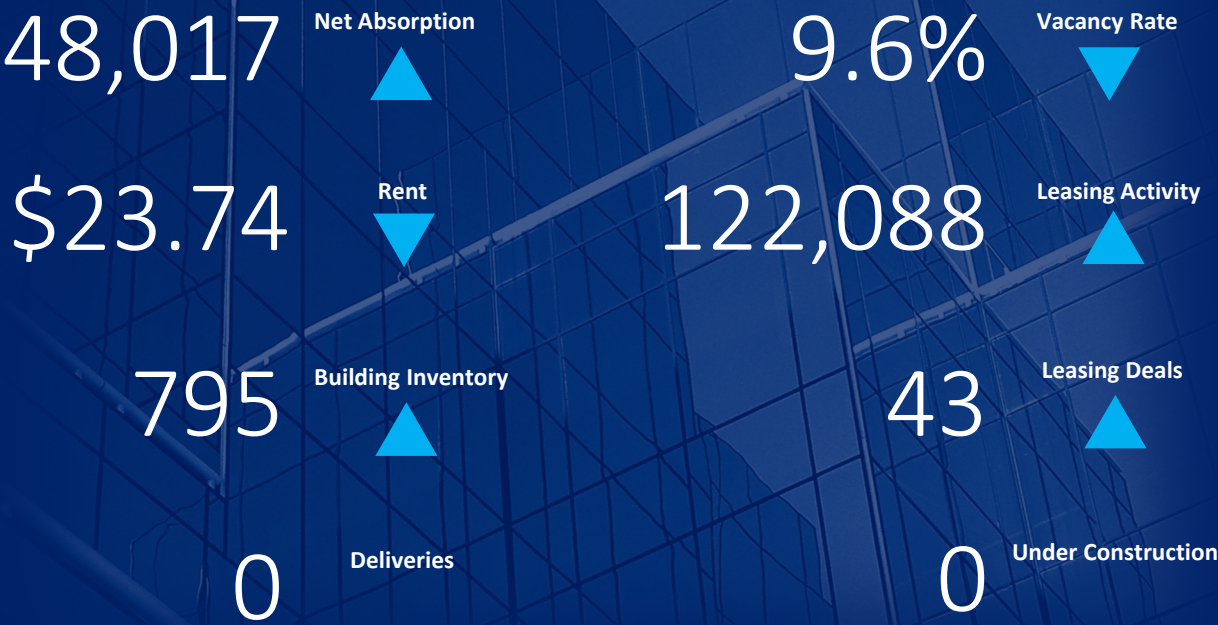 48,017
Net Absorption
9.6%
Vacancy Rate
$23.74
Rent
122,088
Leasing Activity
795
Building Inventory
43
Leasing Deals
0
Deliveries
0
Under Construction